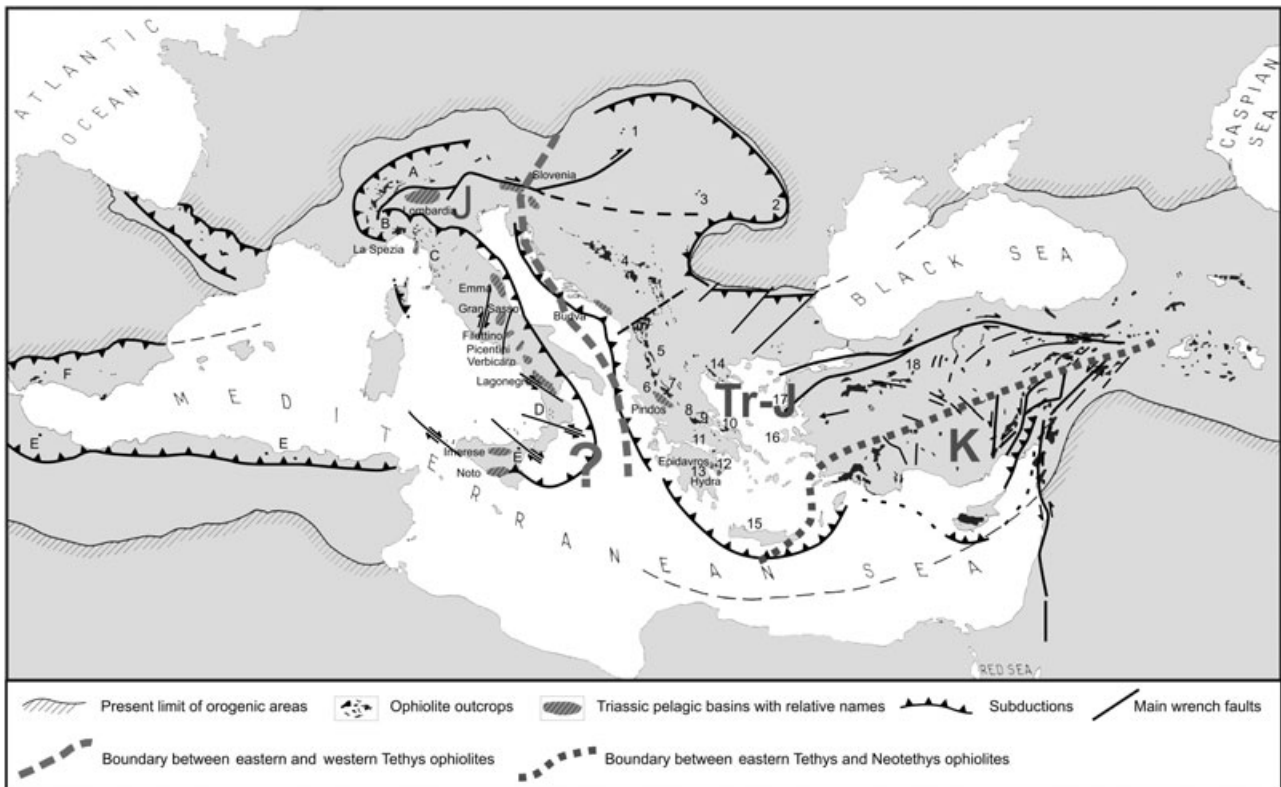 ATLANTIC
OCEAN
CASPIAN
SEA
1
Slovenia
A
J
Lombardia
3
2
B
La Spezia
C
4
BLACK SEA
Emma
Gran Sasso
Budva
Filettino
Picentini
Verbicaro
5
F
Lagonegro
14
18
6
7
Tr-J
17
MEDITERRANEAN SEA
D
Pindos
8
9
10
K
E
E
Imerese
E
?
11
16
Epidavros
12
Noto
13
Hydra
15
RED SEA
Present limit of orogenic areas
Ophiolite outcrops
Triassic pelagic basins with relative names
Subductions
Main wrench faults
Boundary between eastern and western Tethys ophiolites
Boundary between eastern Tethys and Neotethys ophiolites